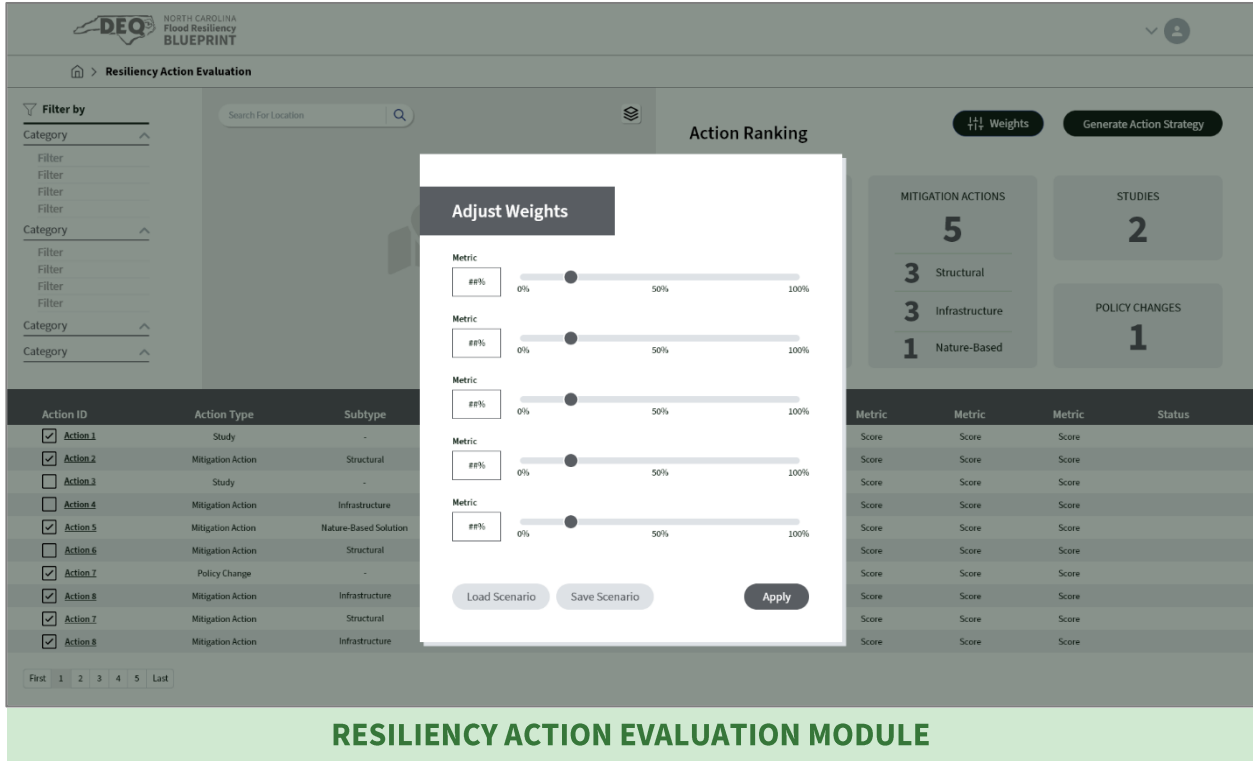 DEQ
NORTH CAROLINA
Flood Resiliency
BLUEPRINT
> Resiliency Action Evaluation
Filter by
Category
Filter
Filter
Filter
Filter
Category
Filter
Filter
Filter
Filter
Category
Category
Search For Location
Action Ranking
Weights
Generate Action Strategy
MITIGATION ACTIONS
5
3 Structural
3 Infrastructure
1 Nature-Based
STUDIES
2
POLICY CHANGES
1
Adjust Weights
Metric
##%
0% 50% 100%
Metric
##%
0% 50% 100%
Metric
##%
0% 50% 100%
Metric
##%
0% 50% 100%
Metric
##%
0% 50% 100%
Load Scenario Save Scenario Apply
Action ID Action Type Subtype Metric Metric Metric Status
Action 1 Study - Score Score Score
Action 2 Mitigation Action Structural Score Score Score
Action 3 Study - Score Score Score
Action 4 Mitigation Action Infrastructure Score Score Score
Action 5 Mitigation Action Nature-Based Solution Score Score Score
Action 6 Mitigation Action Structural Score Score Score
Action 7 Policy Change - Score Score Score
Action 8 Mitigation Action Infrastructure Score Score Score
Action 7 Mitigation Action Structural Score Score Score
Action 8 Mitigation Action Infrastructure Score Score Score
First 1 2 3 4 5 Last
RESILIENCY ACTION EVALUATION MODULE